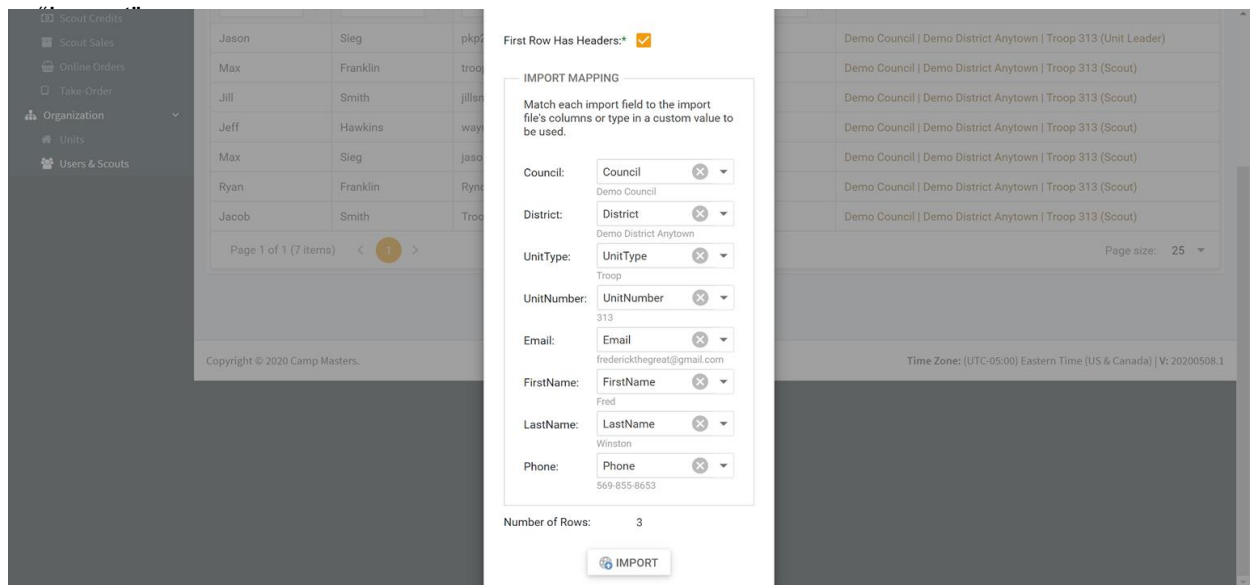 Scout Credits
Scout Sales
Online Orders
Take-Order
Organization
Units
Users & Scouts
Jason Sieg Demo Council | Demo District Anytown | Troop 313 (Unit Leader)
Max Franklin Demo Council | Demo District Anytown | Troop 313 (Scout)
Jill Smith Demo Council | Demo District Anytown | Troop 313 (Scout)
Jeff Hawkins Demo Council | Demo District Anytown | Troop 313 (Scout)
Max Sieg Demo Council | Demo District Anytown | Troop 313 (Scout)
Ryan Franklin Demo Council | Demo District Anytown | Troop 313 (Scout)
Jacob Smith Demo Council | Demo District Anytown | Troop 313 (Scout)
Page 1 of 1 (7 items) < 1 > Page size: 25
Copyright © 2020 Camp Masters. Time Zone: (UTC-05:00) Eastern Time (US & Canada) | V: 20200508.1
First Row Has Headers:*
IMPORT MAPPING
Match each import field to the import
file's columns or type in a custom value to
be used.
Council: Council
Demo Council
District: District
Demo District Anytown
UnitType: UnitType
Troop
UnitNumber: UnitNumber
313
Email: Email
frederickthegreat@gmail.com
FirstName: FirstName
Fred
LastName: LastName
Winston
Phone: Phone
569-855-8653
Number of Rows: 3
IMPORT